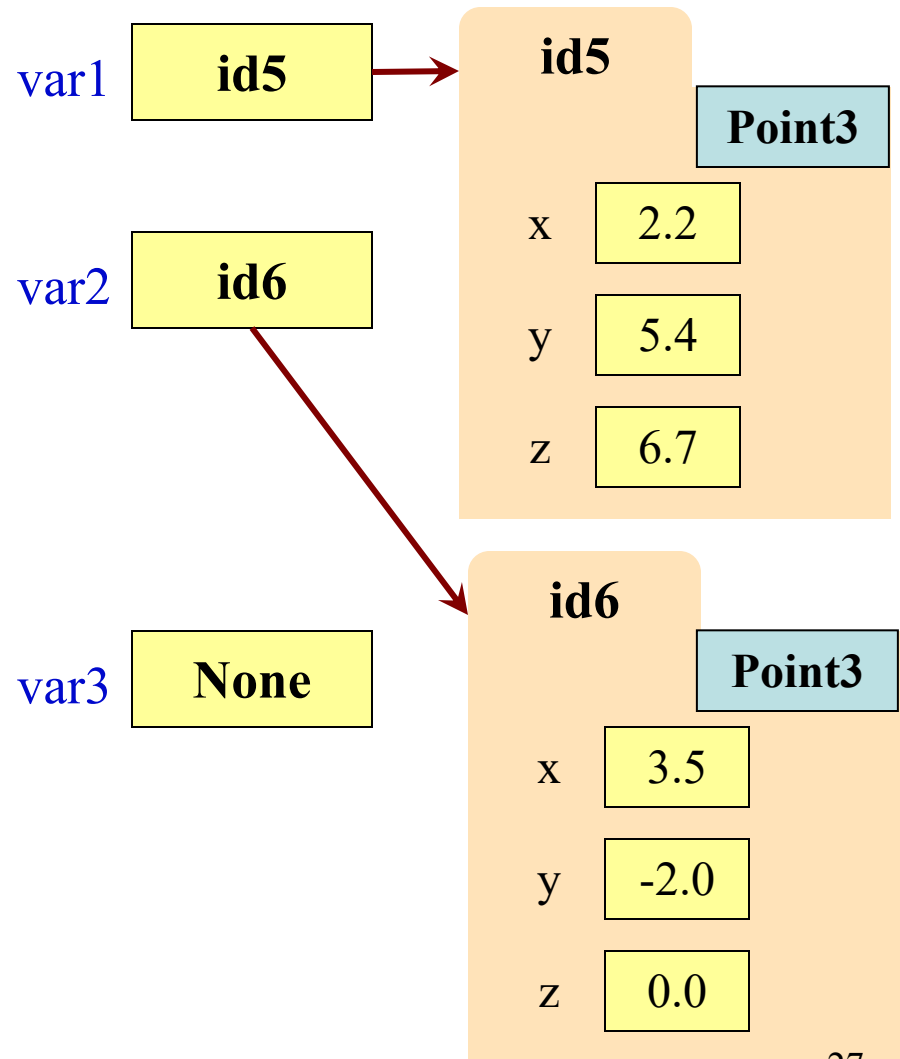 var1 id5
id5
Point3
x 2.2
y 5.4
z 6.7
var2 id6
id6
Point3
x 3.5
y -2.0
z 0.0
var3 None